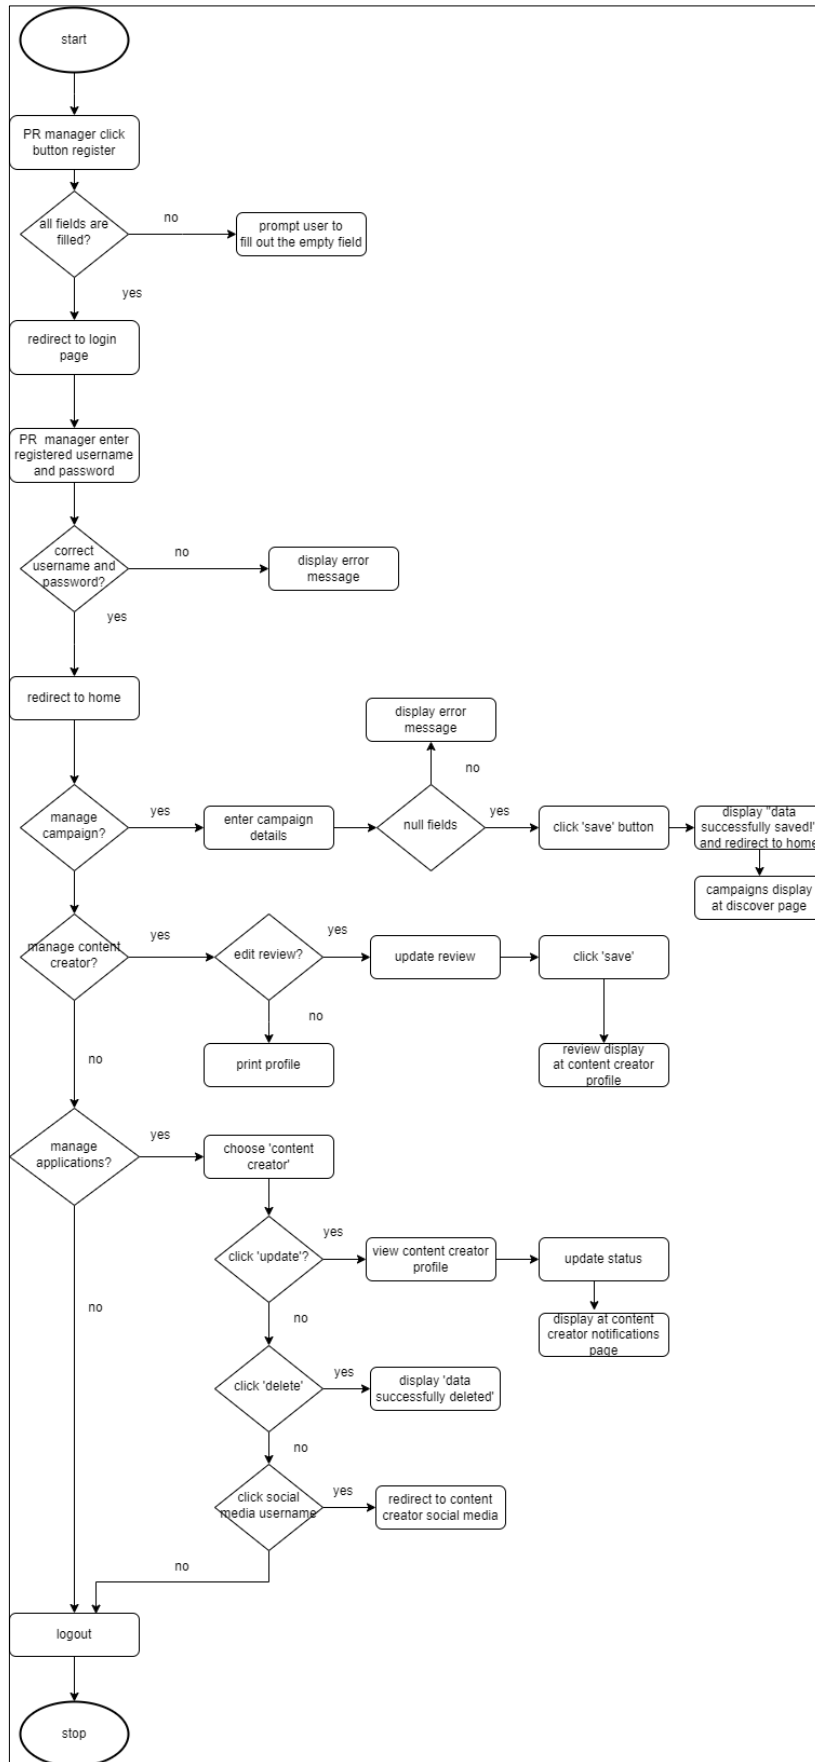 start
PR manager click
button register
all fields are
filled?
no
prompt user to
fill out the empty field
yes
redirect to login
page
PR manager enter
registered username
and password
correct
username and
password?
no
display error
message
yes
redirect to home
display error
message
no
manage
campaign?
yes
enter campaign
details
null fields
yes
click 'save' button
display "data
successfully saved!"
and redirect to home
campaigns display
at discover page
manage content
creator?
yes
edit review?
yes
update review
click 'save'
no
print profile
review display
at content creator
profile
no
manage
applications?
yes
choose 'content
creator'
click 'update'?
yes
view content creator
profile
update status
no
no
display at content
creator notifications
page
click 'delete'
yes
display 'data
successfully deleted'
no
click social
media username
yes
redirect to content
creator social media
no
logout
stop